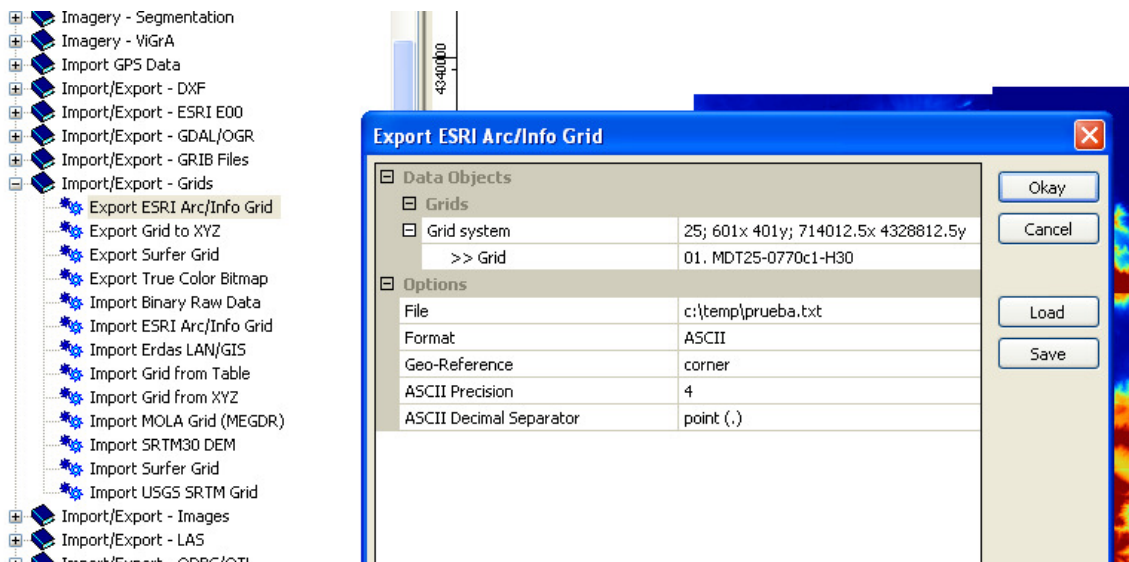 Imagery - Segmentation
Imagery - ViGrA
Import GPS Data
Import/Export - DXF
Import/Export - ESRI E00
Import/Export - GDAL/OGR
Import/Export - GRIB Files
Import/Export - Grids
Export ESRI Arc/Info Grid
Export Grid to XYZ
Export Surfer Grid
Export True Color Bitmap
Import Binary Raw Data
Import ESRI Arc/Info Grid
Import Erdas LAN/GIS
Import Grid from Table
Import Grid from XYZ
Import MOLA Grid (MEGDR)
Import SRTM30 DEM
Import Surfer Grid
Import USGS SRTM Grid
Import/Export - Images
Import/Export - LAS
4340000
Export ESRI Arc/Info Grid
Data Objects
Grids
Grid system 25; 601x 401y; 714012.5x 4328812.5y
>> Grid 01. MDT25-0770c1-H30
Options
File c:\temp\prueba.txt
Format ASCII
Geo-Reference corner
ASCII Precision 4
ASCII Decimal Separator point (.)
Okay
Cancel
Load
Save